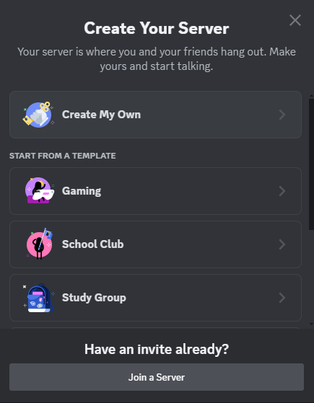 Create Your Server
Your server is where you and your friends hang out. Make
yours and start talking.
Create My Own
START FROM A TEMPLATE
Gaming
School Club
Study Group
Have an invite already?
Join a Server